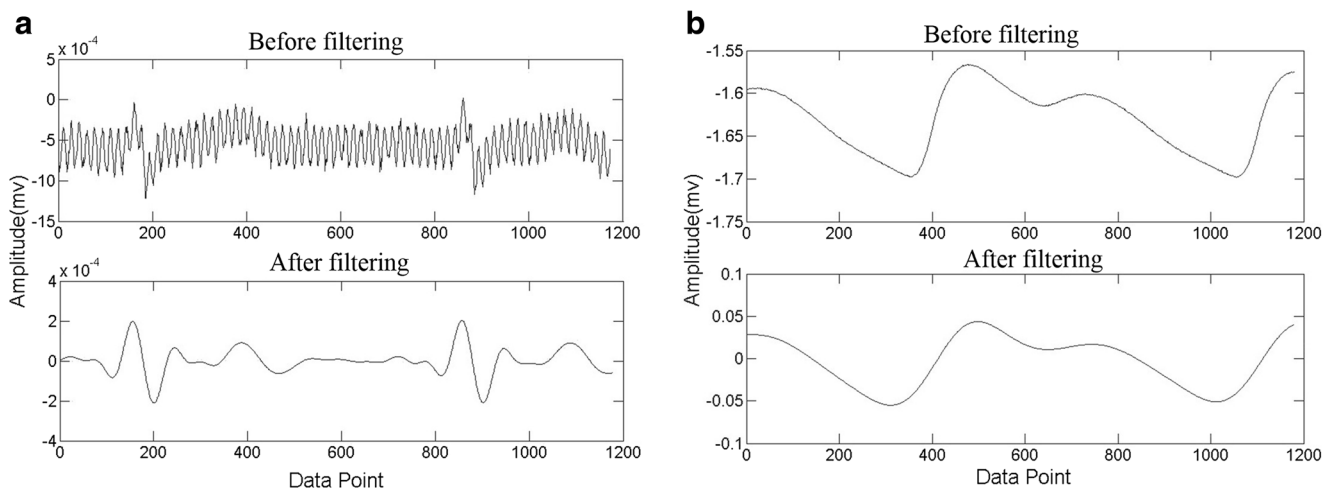 a
Before filtering
x 10-4
5
0
-5
-10
-15
0 200 400 600 800 1000 1200
After filtering
x 10-4
4
2
0
-2
-4
0 200 400 600 800 1000 1200
Amplitude(mv)
Data Point
b
Before filtering
-1.55
-1.6
-1.65
-1.7
-1.75
0 200 400 600 800 1000 1200
After filtering
0.1
0.05
0
-0.05
-0.1
0 200 400 600 800 1000 1200
Amplitude(mv)
Data Point